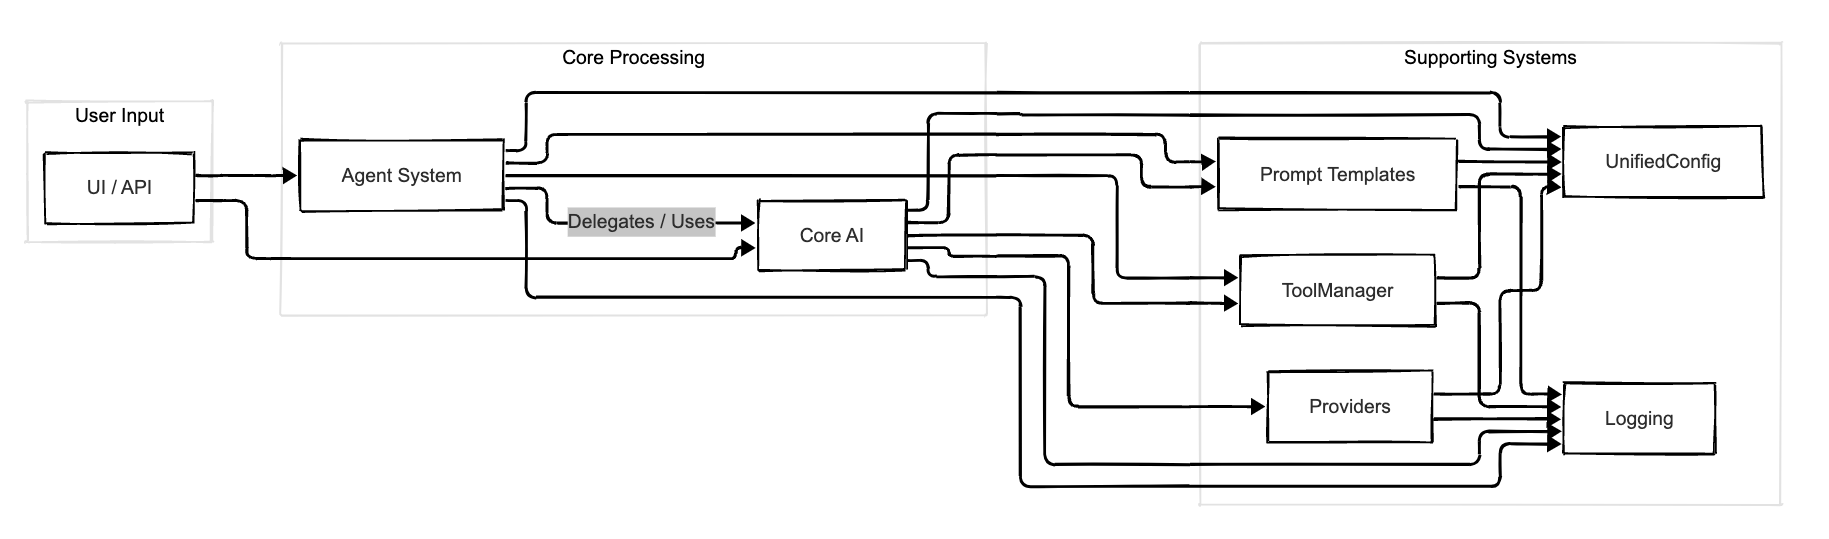 Core Processing
Supporting Systems
User Input
UI / API
Agent System
Delegates / Uses
Core AI
Prompt Templates
UnifiedConfig
ToolManager
Providers
Logging